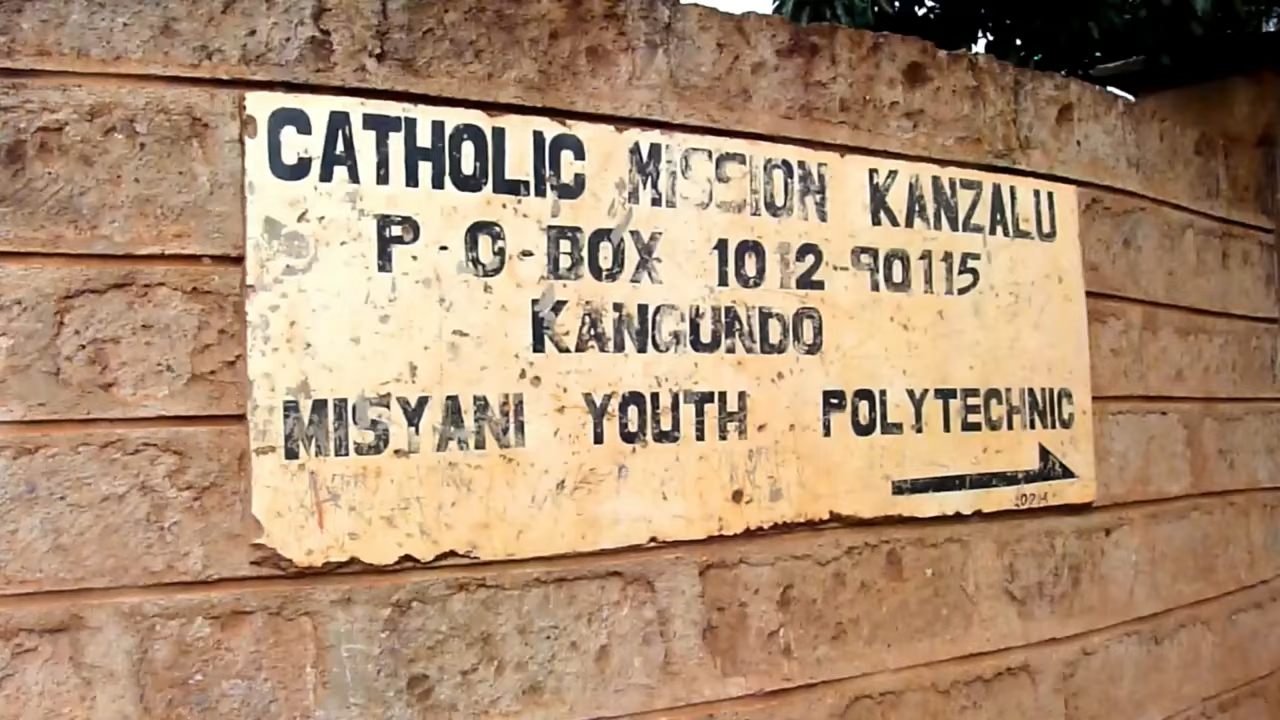 CATHOLIC MISSION KANZALU
P·O·BOX 1012-90115
KANGUNDO
MISYANI YOUTH POLYTECHNIC